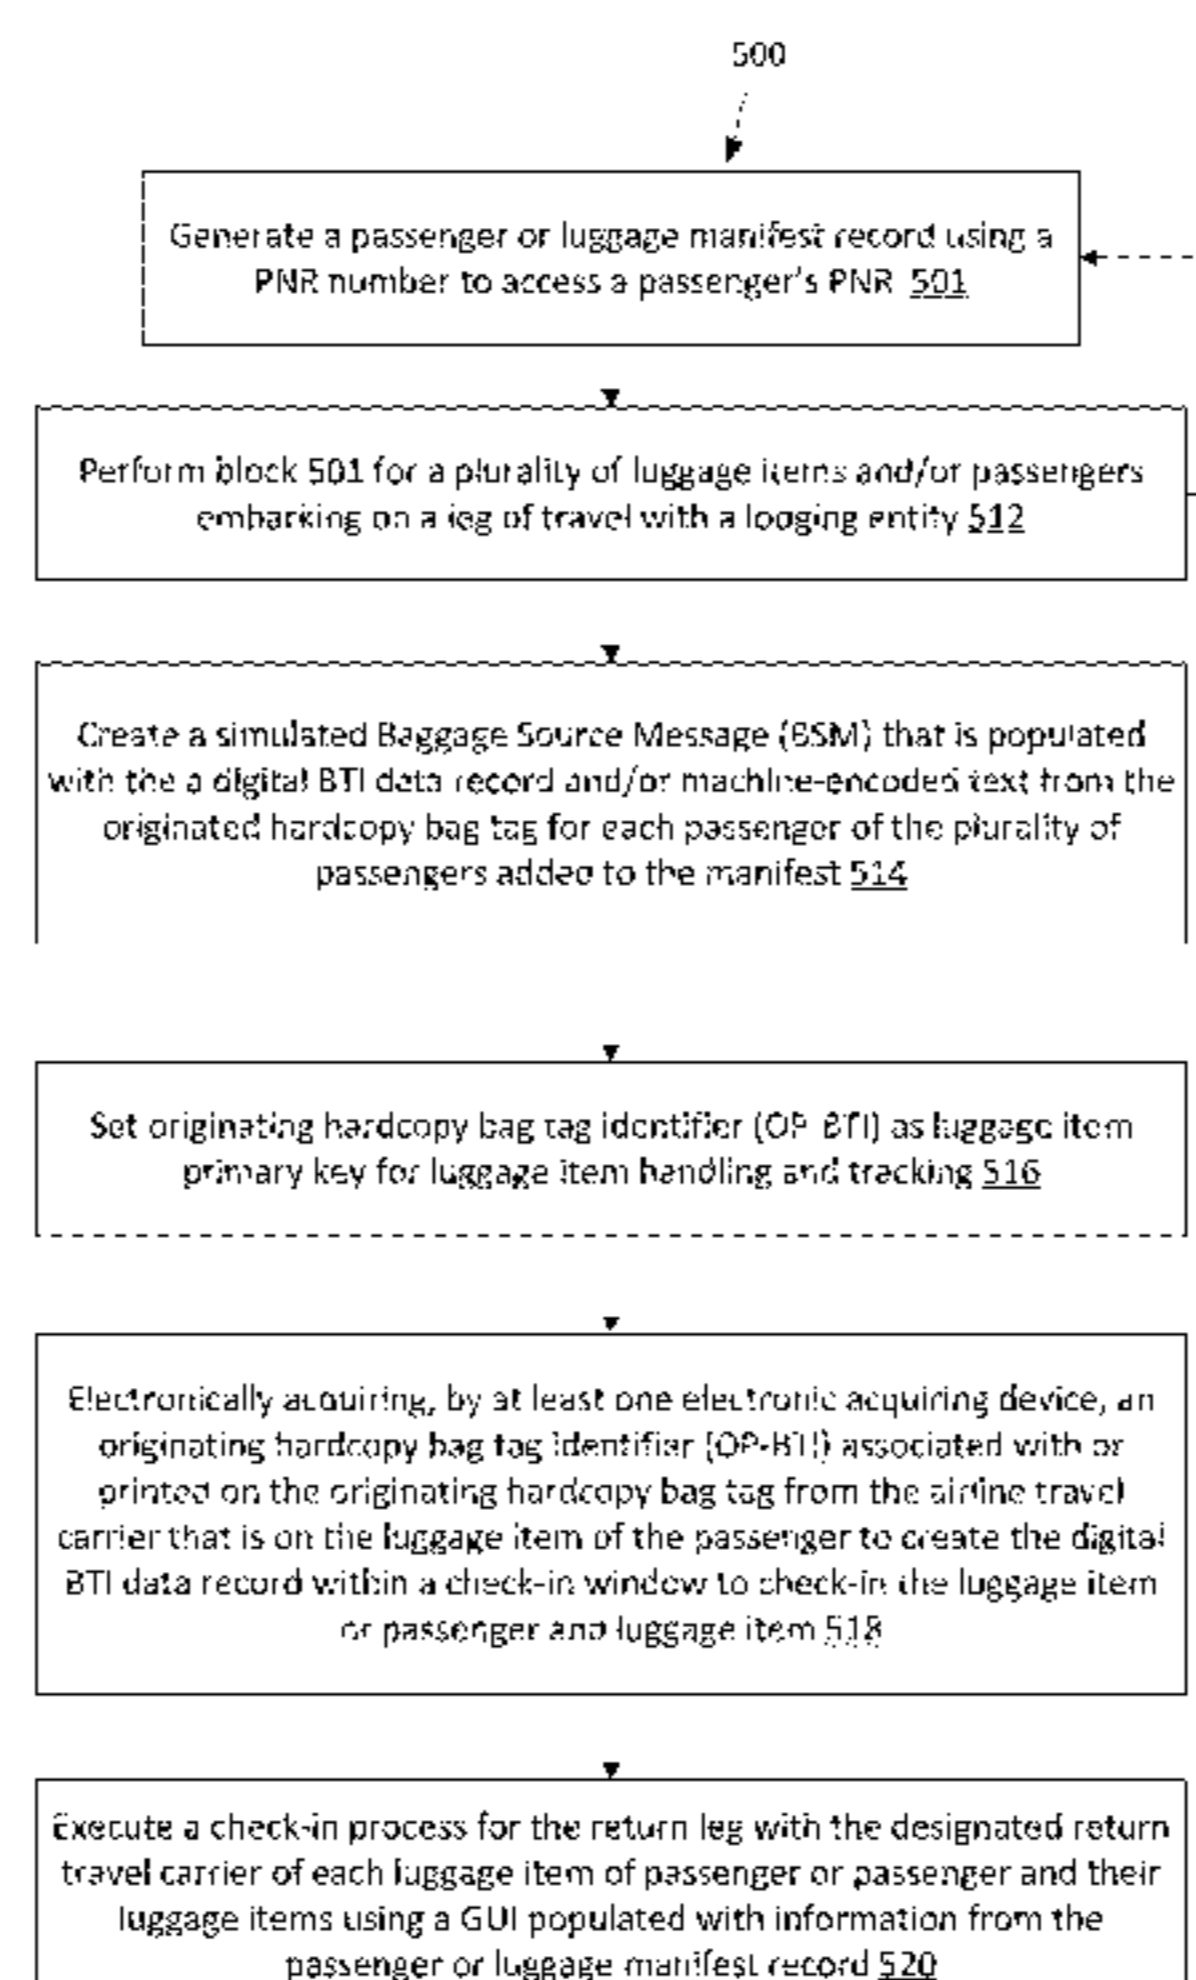 500
Generate a passenger or luggage manifest record using a
PNR number to access a passenger's PNR 501
Perform block 501 for a plurality of luggage items and/or passengers
embarking on a leg of travel with a lodging entity 512
Create a simulated Baggage Source Message (BSM) that is populated
with the a digital BTI data record and/or machine-encoded text from the
originated hardcopy bag tag for each passenger of the plurality of
passengers added to the manifest 514
Set originating hardcopy bag tag identifier (OP-BTI) as luggage item
primary key for luggage item handling and tracking 516
Electronically acquiring, by at least one electronic acquiring device, an
originating hardcopy bag tag identifier (OP-BTI) associated with or
printed on the originating hardcopy bag tag from the airline travel
carrier that is on the luggage item of the passenger to create the digital
BTI data record within a check-in window to check-in the luggage item
or passenger and luggage item 518
Execute a check-in process for the return leg with the designated return
travel carrier of each luggage item of passenger or passenger and their
luggage items using a GUI populated with information from the
passenger or luggage manifest record 520